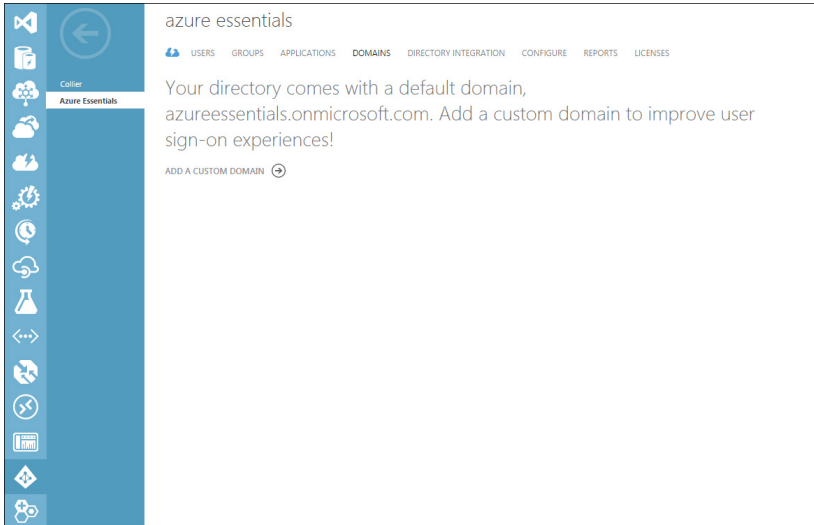 azure essentials
USERS GROUPS APPLICATIONS DOMAINS DIRECTORY INTEGRATION CONFIGURE REPORTS LICENSES
Collier
Azure Essentials
Your directory comes with a default domain,
azureessentials.onmicrosoft.com. Add a custom domain to improve user
sign-on experiences!
ADD A CUSTOM DOMAIN